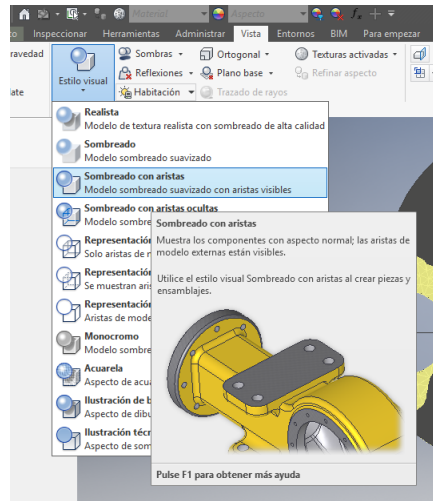 Material
Aspecto
Inspeccionar Herramientas Administrar Vista Entornos BIM Para empezar
Estilo visual
Sombras
Ortogonal
Texturas activadas
Reflexiones
Plano base
Refinar aspecto
Habitación
Trazado de rayos
Realista
Modelo de textura realista con sombreado de alta calidad
Sombreado
Modelo sombreado suavizado
Sombreado con aristas
Modelo sombreado suavizado con aristas visibles
Sombreado con aristas ocultas
Modelo sombre
Representación
Solo aristas de
Representación
Se muestran aris
Representación
Aristas de mode
Monocromo
Modelo sombre
Acuarela
Aspecto de acua
Ilustración de b
Aspecto de dibu
Ilustración técn
Aspecto de som
Sombreado con aristas
Muestra los componentes con aspecto normal; las aristas de
modelo externas están visibles.
Utilice el estilo visual Sombreado con aristas al crear piezas y
ensamblajes.
Pulse F1 para obtener más ayuda